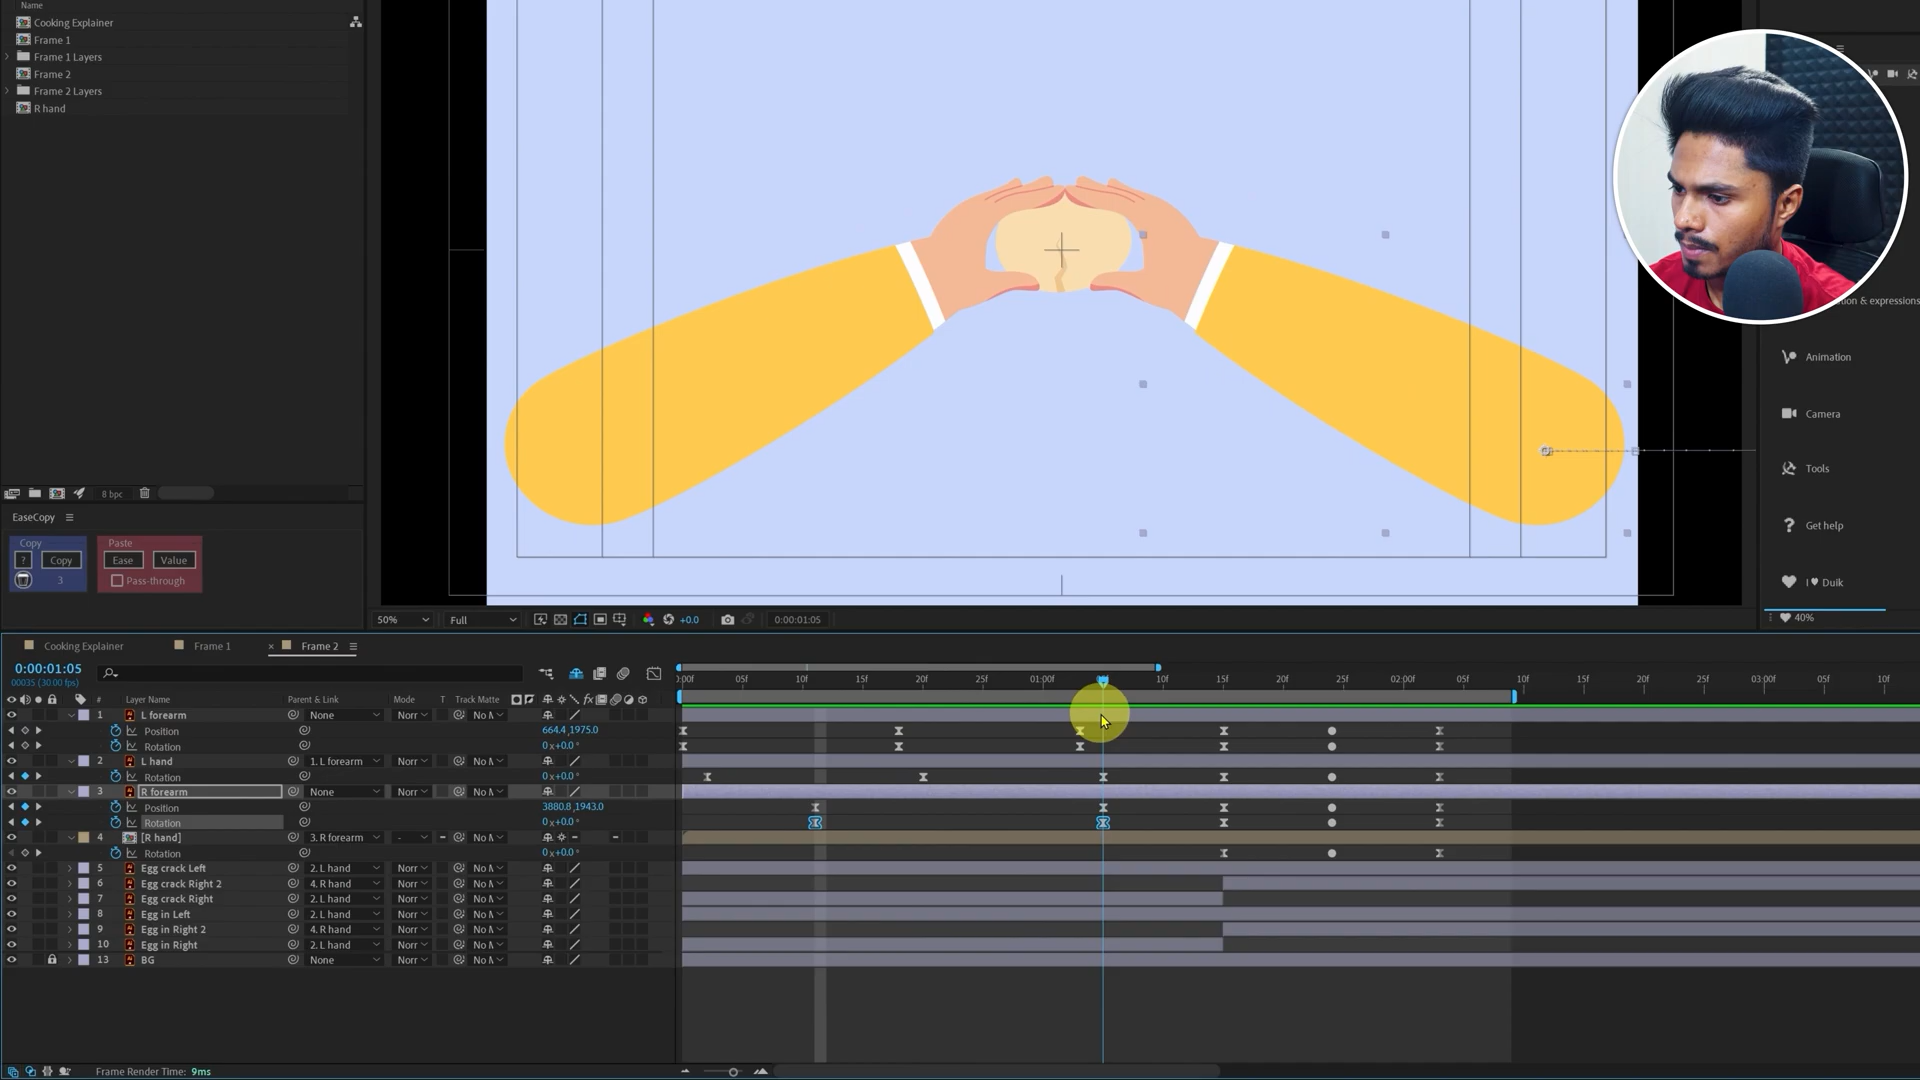 Name
Cooking Explainer
Frame 1
Frame 1 Layers
Frame 2
Frame 2 Layers
R hand
8 bpc
EaseCopy
Copy
Paste
? Copy
Ease Value
3
Pass-through
50%
Full
+0.0
0:00:01:05
& expressions
Animation
Camera
Tools
? Get help
I ♥ Duik
40%
Cooking Explainer
Frame 1
× Frame 2
0:00:01:05
00035 (30.00 fps)
# Layer Name Parent & Link Mode T Track Matte fx
0:00f 05f 10f 15f 20f 25f 01:00f 10f 15f 20f 25f 02:00f 05f 10f 15f 20f 25f 03:00f 05f 10f
1 L forearm None Norr No M
Position 664.4,1975.0
Rotation 0x+0.0°
2 L hand 1. L forearm Norr No M
Rotation 0x+0.0°
3 R forearm None Norr No M
Position 3880.8,1943.0
Rotation 0x+0.0°
4 [R hand] 3. R forearm - No M
Rotation 0x+0.0°
5 Egg crack Left 2. L hand Norr No M
6 Egg crack Right 2 4. R hand Norr No M
7 Egg crack Right 2. L hand Norr No M
8 Egg in Left 2. L hand Norr No M
9 Egg in Right 2 4. R hand Norr No M
10 Egg in Right 2. L hand Norr No M
13 BG None Norr No M
Frame Render Time: 9ms